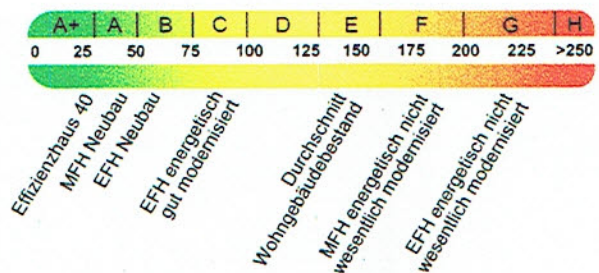 A+ A B C D E F G H
0 25 50 75 100 125 150 175 200 225 >250
Effizienzhaus 40
MFH Neubau
EFH Neubau
EFH energetisch
gut modernisiert
Durchschnitt
Wohngebäudebestand
MFH energetisch nicht
wesentlich modernisiert
EFH energetisch nicht
wesentlich modernisiert